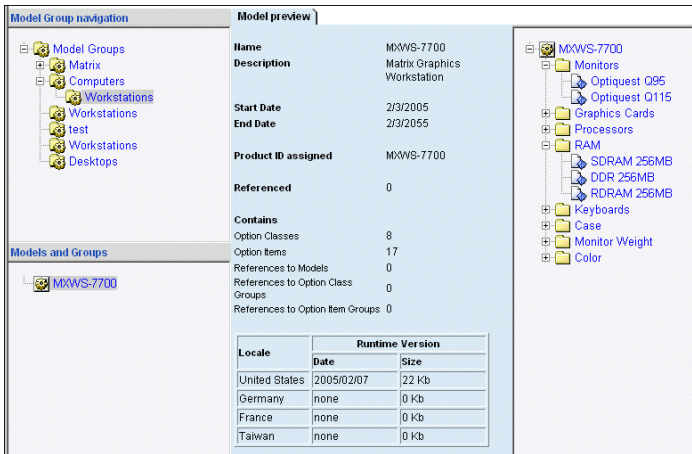 Model Group navigation
Model Groups
Matrix
Computers
Workstations
Workstations
test
Workstations
Desktops
Models and Groups
MXWS-7700
Model preview
Name MXWS-7700
Description Matrix Graphics
Workstation
Start Date 2/3/2005
End Date 2/3/2055
Product ID assigned MXWS-7700
Referenced 0
Contains
Option Classes 8
Option Items 17
References to Models 0
References to Option Class
Groups 0
References to Option Item Groups 0
Locale Runtime Version
Date Size
United States 2005/02/07 22 Kb
Germany none 0 Kb
France none 0 Kb
Taiwan none 0 Kb
MXWS-7700
Monitors
Optiquest Q95
Optiquest Q115
Graphics Cards
Processors
RAM
SDRAM 256MB
DDR 256MB
RDRAM 256MB
Keyboards
Case
Monitor Weight
Color